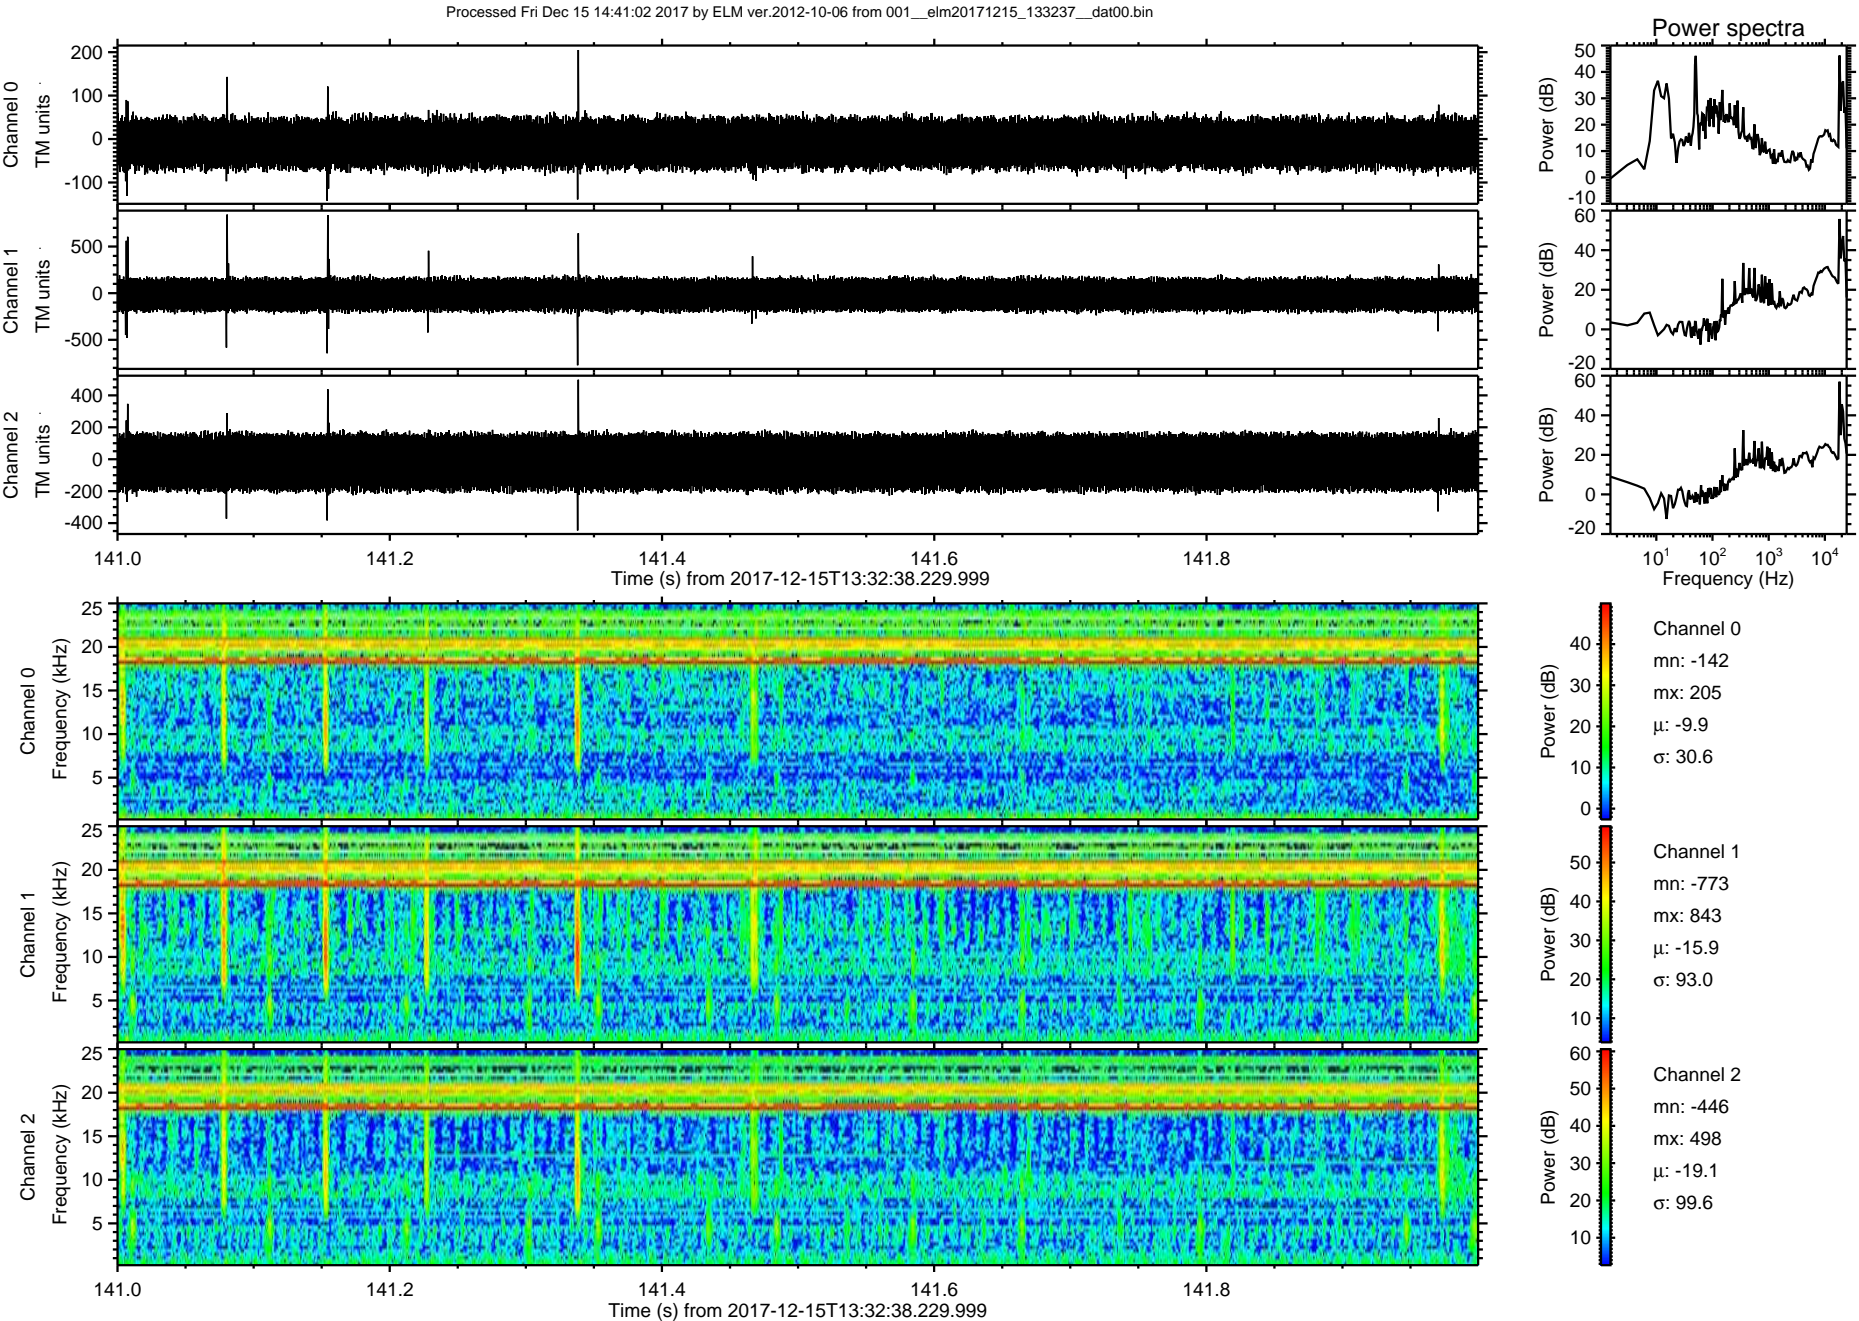 Processed Fri Dec 15 14:41:02 2017 by ELM ver.2012-10-06 from 001__elm20171215_133237__dat00.bin
Power spectra
Channel 0
TM units
200
100
0
-100
Power (dB)
50
40
30
20
10
0
-10
Channel 1
TM units
500
0
-500
Power (dB)
60
40
20
0
-20
Channel 2
TM units
400
200
0
-200
-400
Power (dB)
60
40
20
0
-20
141.0 141.2 141.4 141.6 141.8
Time (s) from 2017-12-15T13:32:38.229.999
10¹ 10² 10³ 10⁴
Frequency (Hz)
Channel 0
Frequency (kHz)
25
20
15
10
5
Power (dB)
40
30
20
10
0
Channel 0
mn: -142
mx: 205
μ: -9.9
σ: 30.6
Channel 1
Frequency (kHz)
25
20
15
10
5
Power (dB)
50
40
30
20
10
Channel 1
mn: -773
mx: 843
μ: -15.9
σ: 93.0
Channel 2
Frequency (kHz)
25
20
15
10
5
Power (dB)
60
50
40
30
20
10
Channel 2
mn: -446
mx: 498
μ: -19.1
σ: 99.6
141.0 141.2 141.4 141.6 141.8
Time (s) from 2017-12-15T13:32:38.229.999